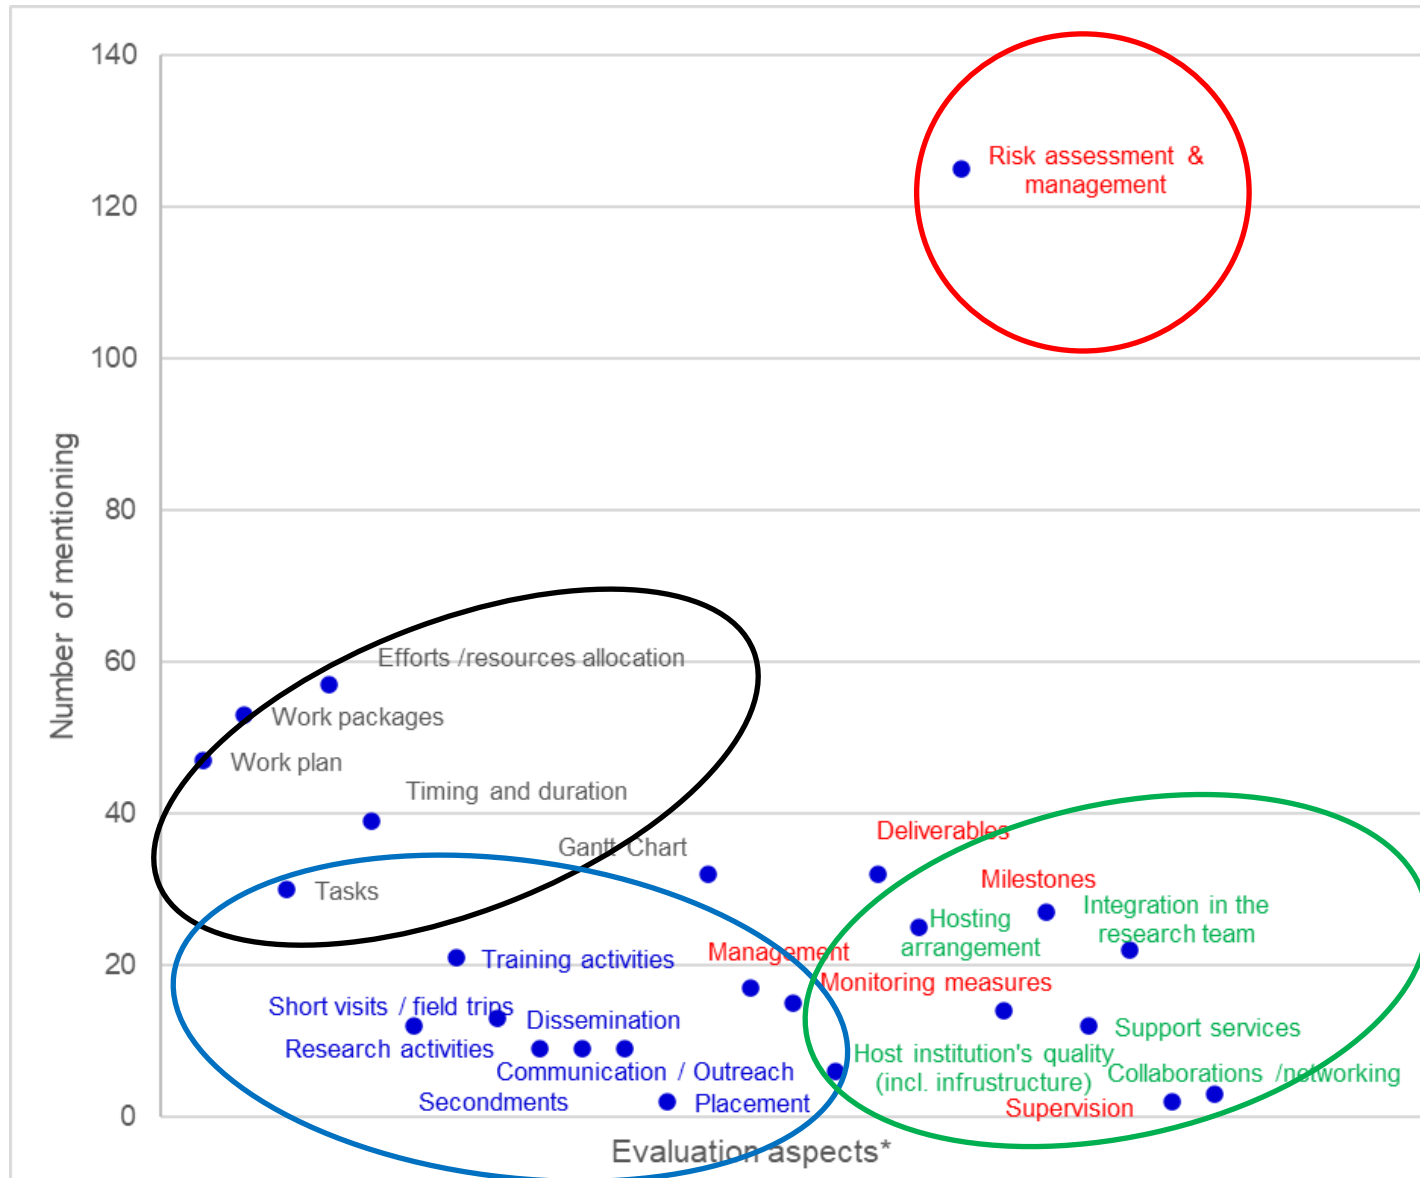 140
Risk assessment &
management
120
100
80
60
40
20
0
Number of mentioning
Efforts /resources allocation
Work packages
Work plan
Timing and duration
Gantt Chart
Tasks
Deliverables
Milestones
Integration in the
research team
Hosting
arrangement
Management
Monitoring measures
Training activities
Short visits / field trips
Dissemination
Research activities
Communication / Outreach
Secondments
Placement
Support services
Host institution's quality
(incl. infrustructure)
Collaborations /networking
Supervision
Evaluation aspects*